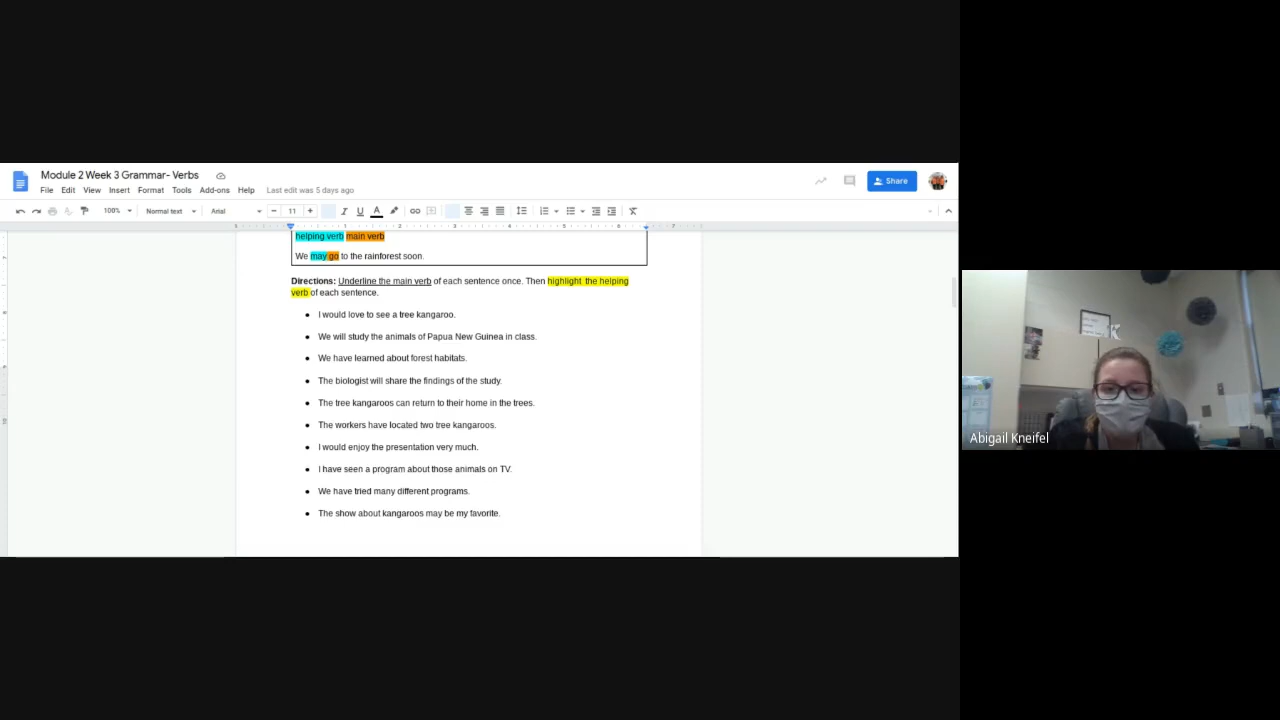 Module 2 Week 3 Grammar- Verbs
File Edit View Insert Format Tools Add-ons Help Last edit was 5 days ago
Share
100% Normal text Arial 11
helping verb main verb
We may go to the rainforest soon.
Directions: Underline the main verb of each sentence once. Then highlight the helping
verb of each sentence.
● I would love to see a tree kangaroo.
● We will study the animals of Papua New Guinea in class.
● We have learned about forest habitats.
● The biologist will share the findings of the study.
● The tree kangaroos can return to their home in the trees.
● The workers have located two tree kangaroos.
● I would enjoy the presentation very much.
● I have seen a program about those animals on TV.
● We have tried many different programs.
● The show about kangaroos may be my favorite.
Abigail Kneifel